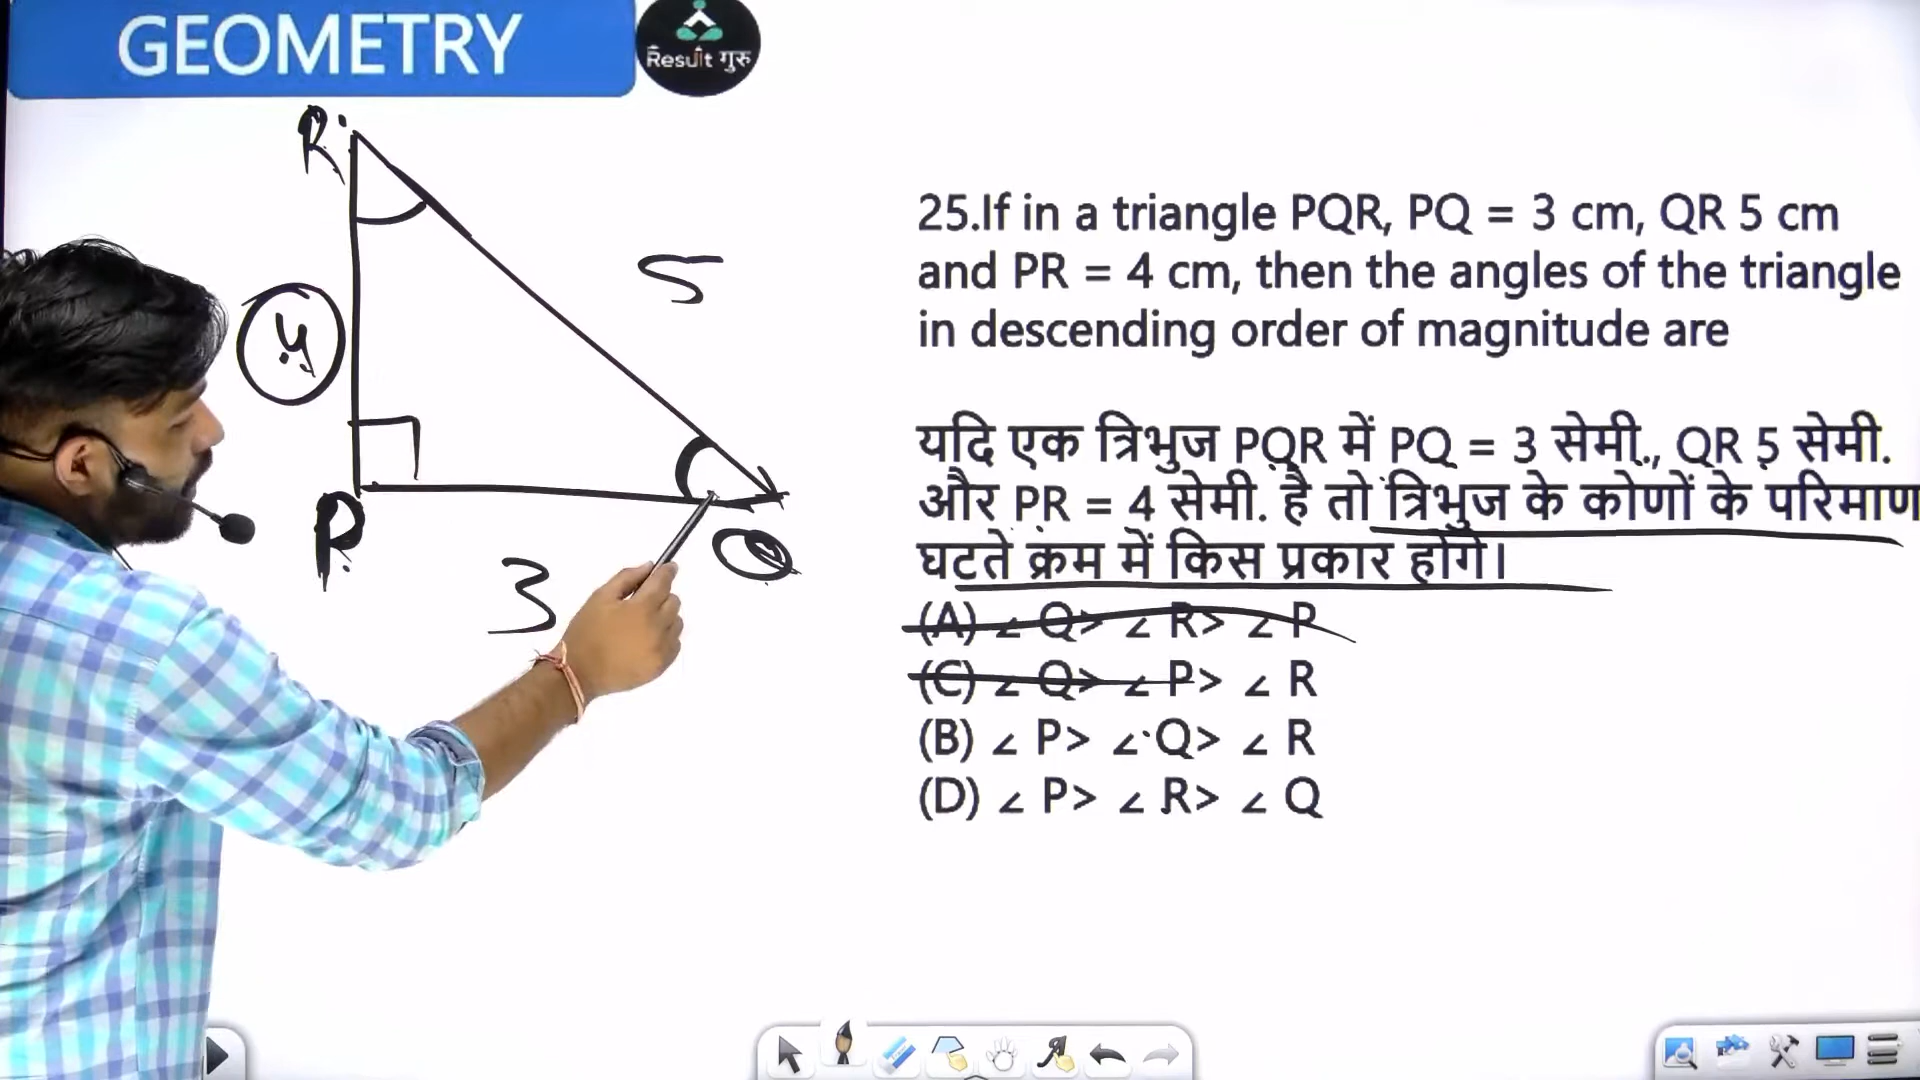 GEOMETRY
Result गुरु
R
5
4
P
3
Q
25.If in a triangle PQR, PQ = 3 cm, QR 5 cm
and PR = 4 cm, then the angles of the triangle
in descending order of magnitude are
यदि एक त्रिभुज PQR में PQ = 3 सेमी., QR 5 सेमी.
और PR = 4 सेमी. है तो त्रिभुज के कोणों के परिमाण
घटते क्रम में किस प्रकार होंगे।
(A) ∠ Q> ∠ R> ∠ P
(C) ∠ Q> ∠ P> ∠ R
(B) ∠ P> ∠ Q> ∠ R
(D) ∠ P> ∠ R> ∠ Q